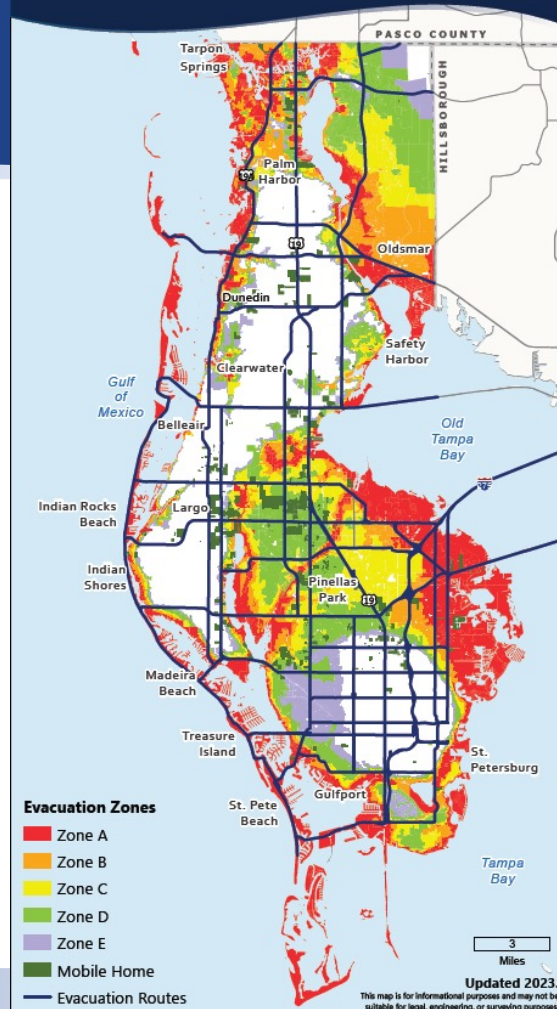 PASCO COUNTY
HILLSBOROUGH
Tarpon
Springs
Palm
Harbor
19
Oldsmar
Dunedin
Safety
Harbor
Clearwater
Gulf
of
Mexico
Old
Tampa
Bay
Belleair
Indian Rocks
Beach
Largo
Indian
Shores
Pinellas
Park
19
Madeira
Beach
Treasure
Island
St.
Petersburg
St. Pete
Beach
Gulfport
Tampa
Bay
Evacuation Zones
Zone A
Zone B
Zone C
Zone D
Zone E
Mobile Home
Evacuation Routes
3
Miles
Updated 2023.
This map is for informational purposes and may not be
suitable for legal, engineering, or surveying purposes